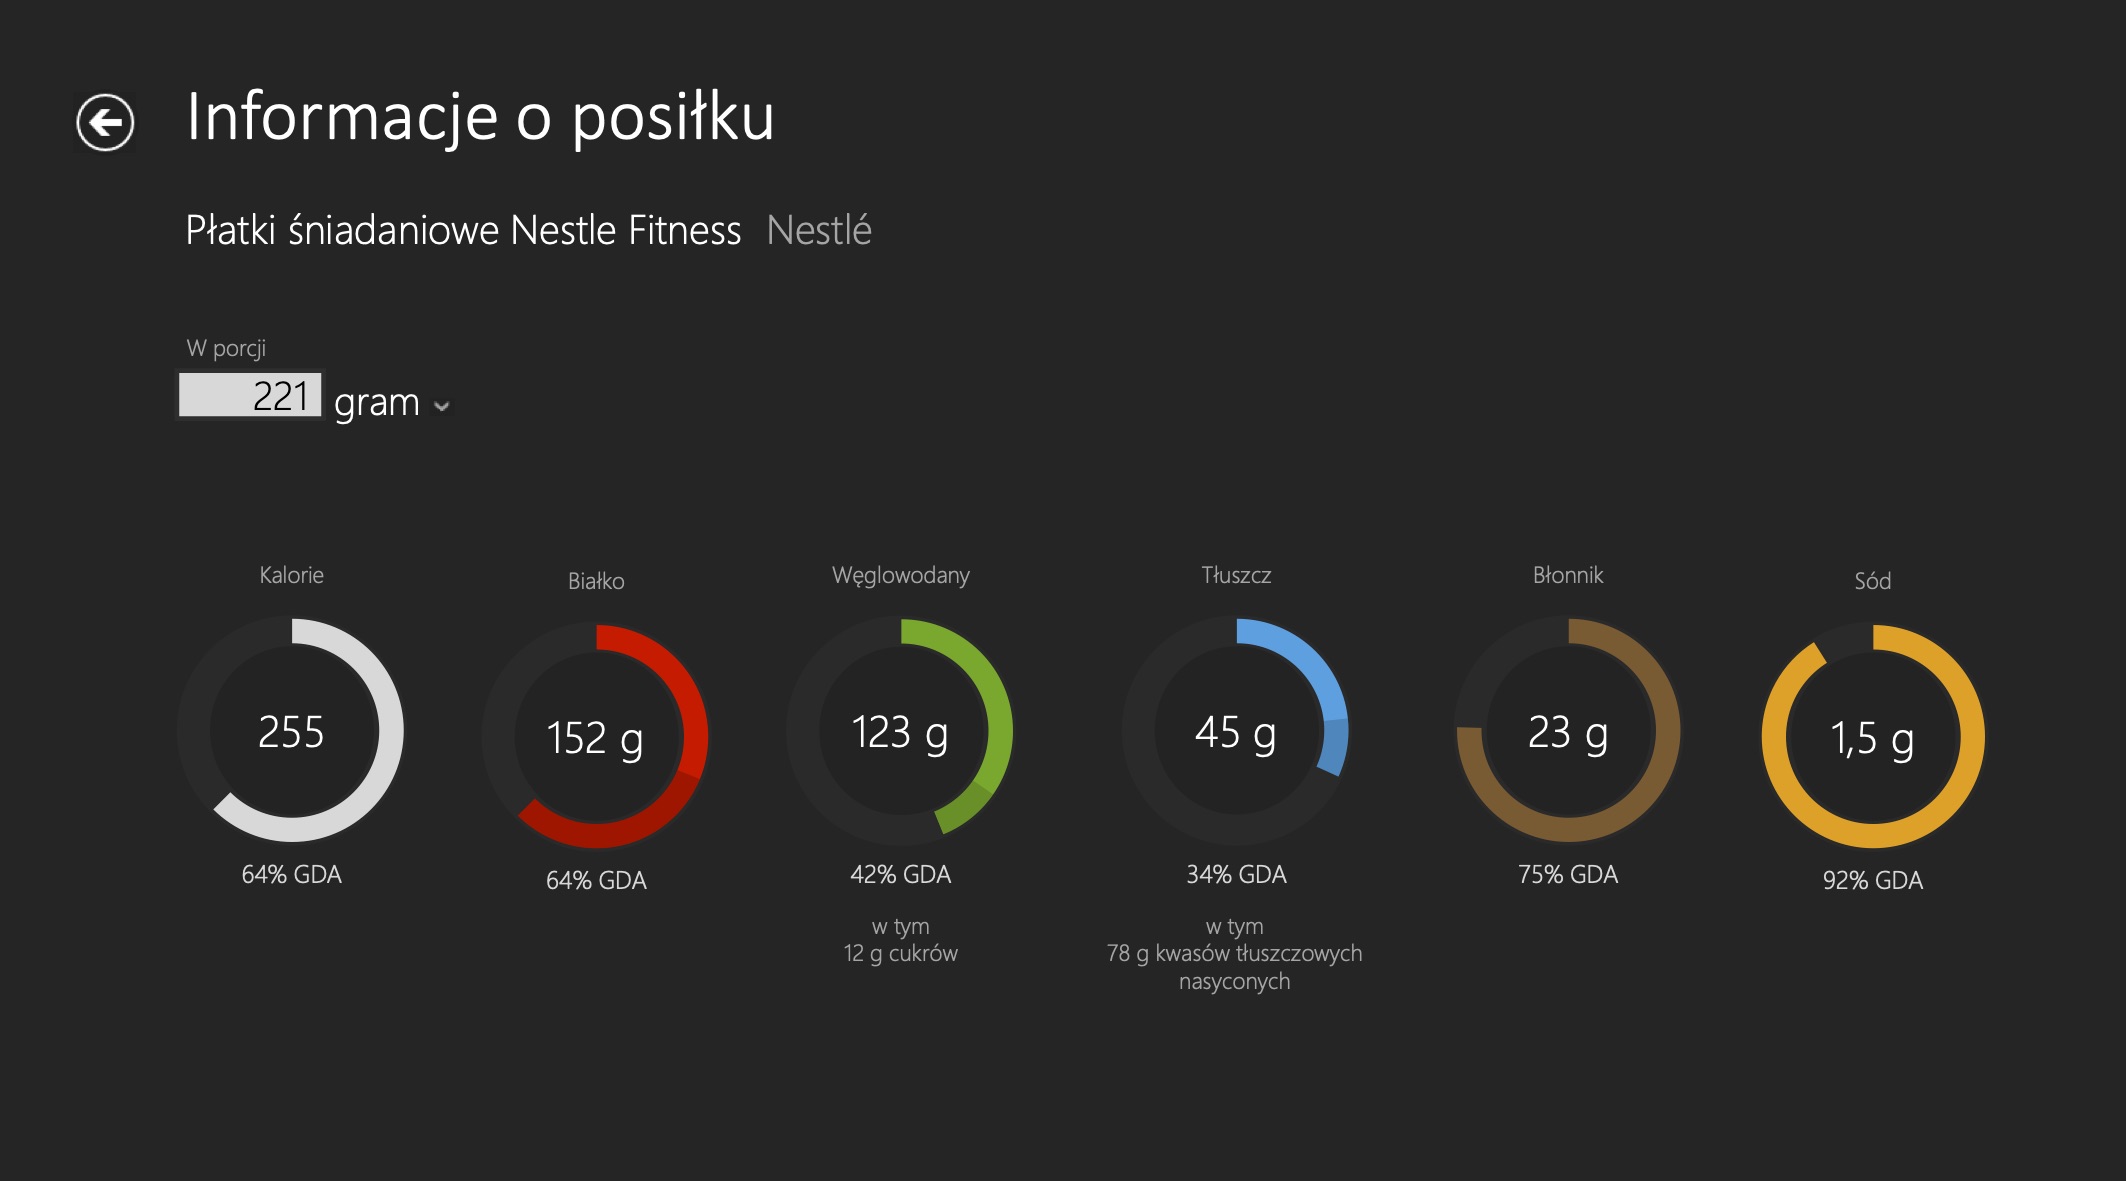 Informacje o posiłku
Płatki śniadaniowe Nestle Fitness Nestlé
W porcji
221 gram
Kalorie
255
64% GDA
Białko
152 g
64% GDA
Węglowodany
123 g
42% GDA
w tym
12 g cukrów
Tłuszcz
45 g
34% GDA
w tym
78 g kwasów tłuszczowych
nasyconych
Błonnik
23 g
75% GDA
Sód
1,5 g
92% GDA